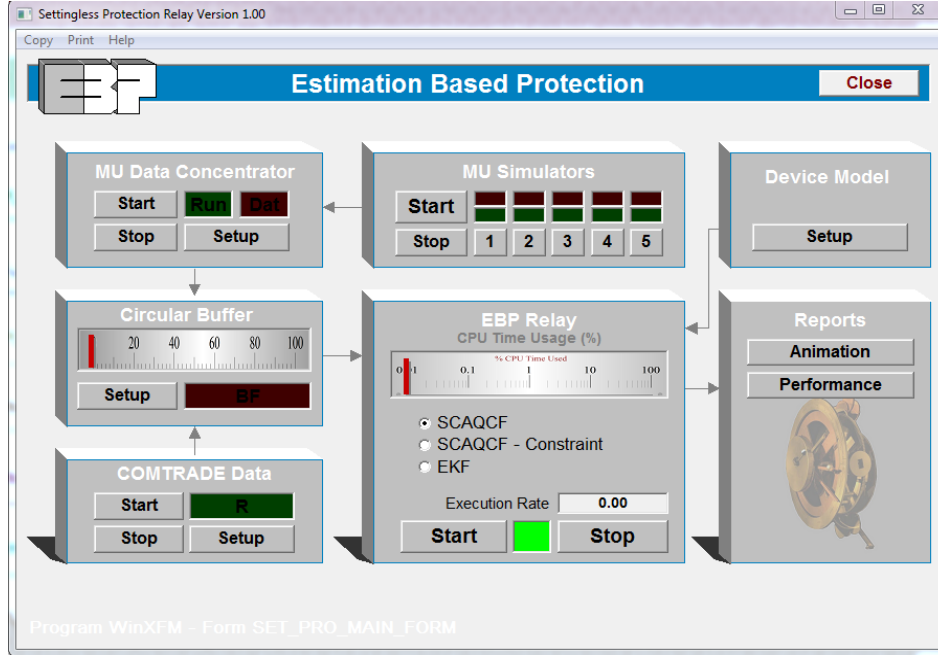 Settingless Protection Relay Version 1.00
Copy Print Help
EBP
Estimation Based Protection
Close
MU Data Concentrator
Start Run Dat
Stop Setup
MU Simulators
Start
Stop 1 2 3 4 5
Device Model
Setup
Circular Buffer
20 40 60 80 100
Setup BF
EBP Relay
CPU Time Usage (%)
% CPU Time Used
0.01 0.1 1 10 100
SCAQCF
SCAQCF - Constraint
EKF
Execution Rate 0.00
Start Stop
Reports
Animation
Performance
COMTRADE Data
Start R
Stop Setup
Program WinXFM - Form SET_PRO_MAIN_FORM